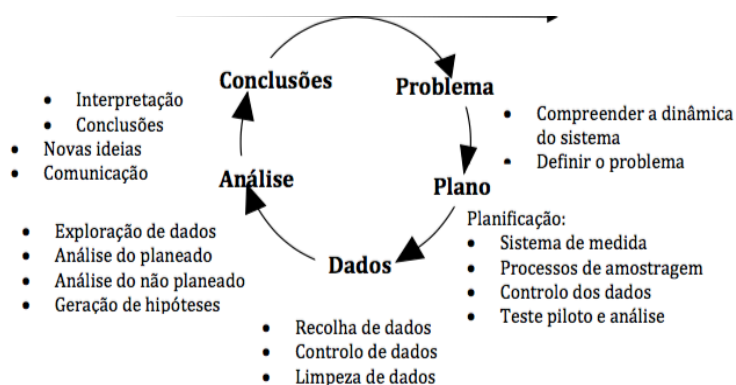 Conclusões
Problema
• Interpretação
• Conclusões
• Novas ideias
• Comunicação
• Compreender a dinâmica
do sistema
• Definir o problema
Análise
Plano
• Exploração de dados
• Análise do planeado
• Análise do não planeado
• Geração de hipóteses
Planificação:
• Sistema de medida
• Processos de amostragem
• Controlo dos dados
• Teste piloto e análise
Dados
• Recolha de dados
• Controlo de dados
• Limpeza de dados